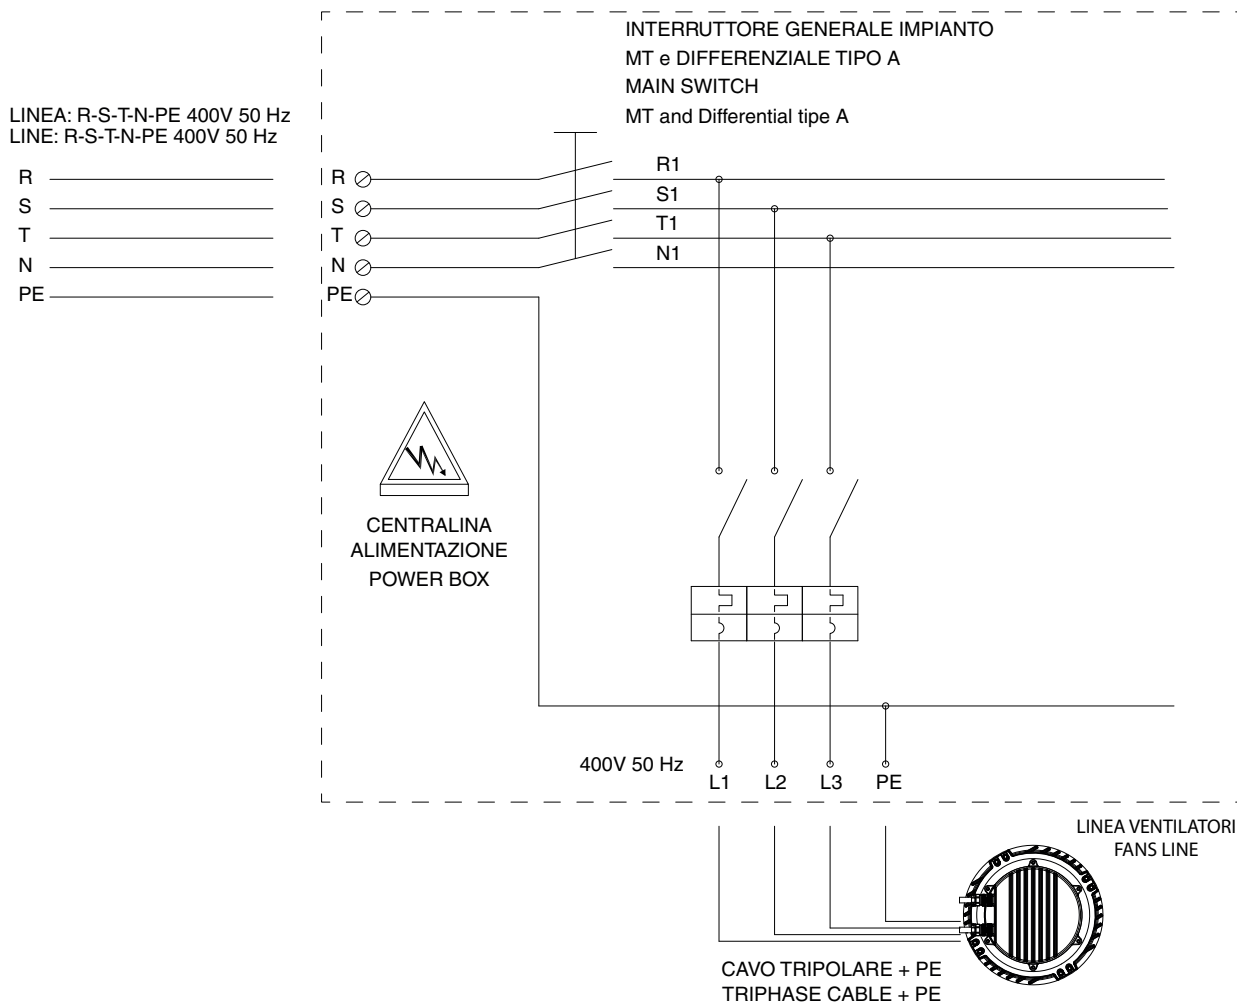 INTERRUTTORE GENERALE IMPIANTO
MT e DIFFERENZIALE TIPO A
MAIN SWITCH
MT and Differential tipe A
LINEA: R-S-T-N-PE 400V 50 Hz
LINE: R-S-T-N-PE 400V 50 Hz
R
S
T
N
PE
R
S
T
N
PE
R1
S1
T1
N1
CENTRALINA
ALIMENTAZIONE
POWER BOX
400V 50 Hz
L1
L2
L3
PE
LINEA VENTILATORI
FANS LINE
CAVO TRIPOLARE + PE
TRIPHASE CABLE + PE